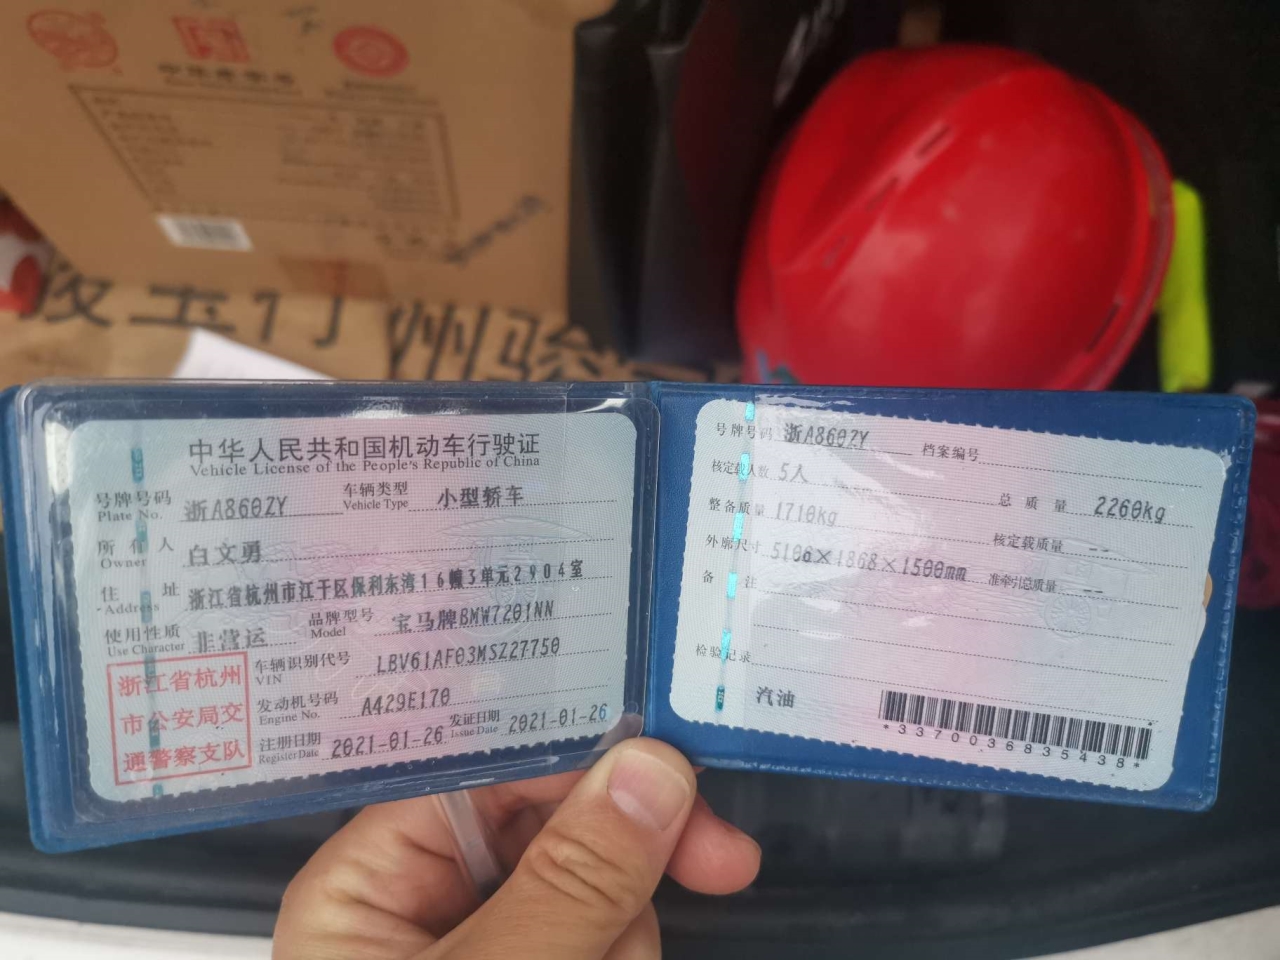 中华人民共和国机动车行驶证
Vehicle License of the People's Republic of China
号牌号码 Plate No. 浙A860ZY 车辆类型 Vehicle Type 小型轿车
所有人 Owner 白文勇
住址 Address 浙江省杭州市江干区保利东湾16幢3单元2904室
使用性质 Use Character 非营运 品牌型号 Model 宝马牌BMW7201NN
车辆识别代号 VIN LBV61AF03MSZ27750
发动机号码 Engine No. A429E170
注册日期 Register Date 2021-01-26 发证日期 Issue Date 2021-01-26
浙江省杭州
市公安局交
通警察支队
号牌号码 浙A860ZY 档案编号
核定载人数 5人 总质量 2260kg
整备质量 1710kg 核定载质量 --
外廓尺寸 5106×1868×1500mm 准牵引总质量 --
备注
检验记录
汽油
*3370036835438*
州骏